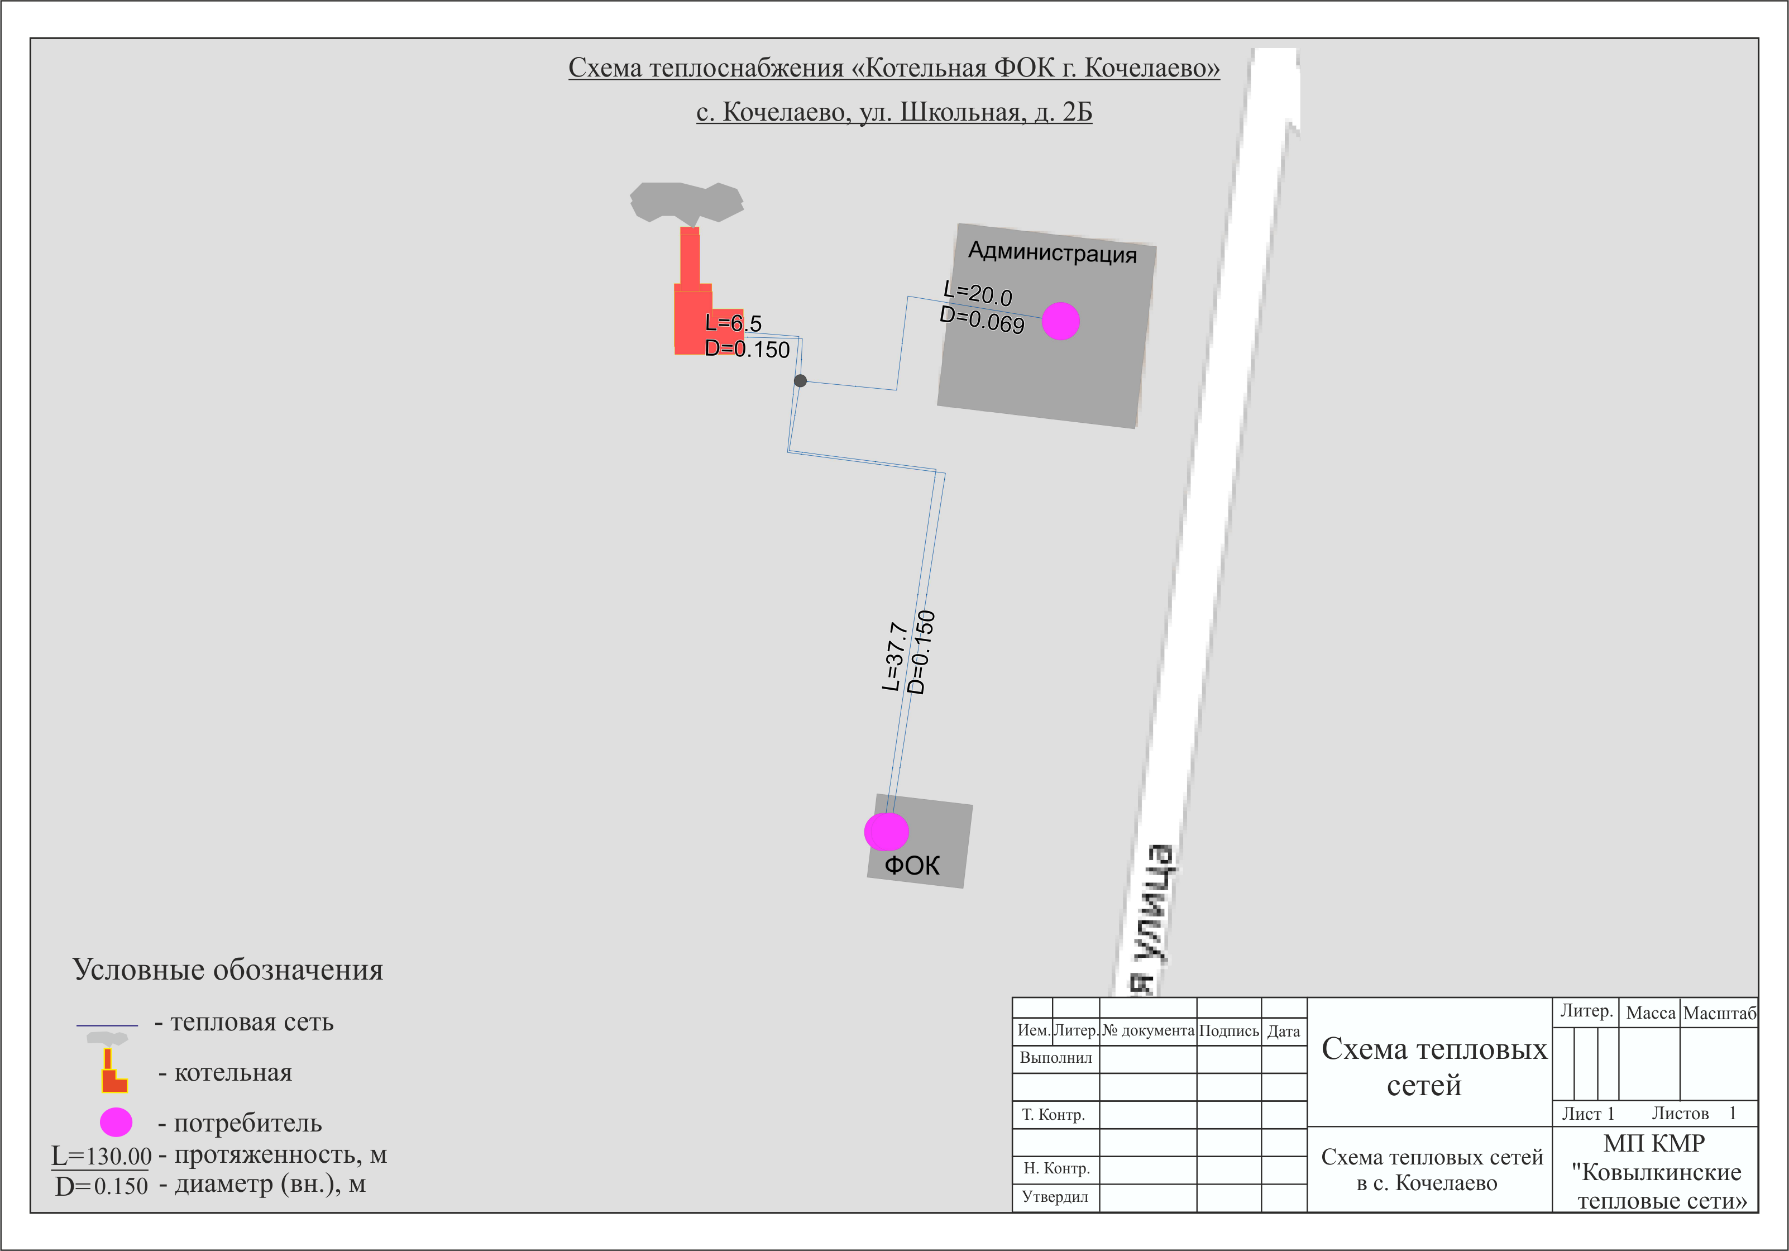 Схема теплоснабжения «Котельная ФОК г. Кочелаево»
с. Кочелаево, ул. Школьная, д. 2Б
Администрация
L=20.0
D=0.069
L=6.5
D=0.150
L=37.7
D=0.150
ФОК
я улица
Условные обозначения
- тепловая сеть
- котельная
- потребитель
L=130.00 - протяженность, м
D=0.150 - диаметр (вн.), м
Ием. Литер. № документа Подпись Дата
Выполнил
Т. Контр.
Н. Контр.
Утвердил
Схема тепловых
сетей
Схема тепловых сетей
в с. Кочелаево
Литер. Масса Масштаб
Лист 1 Листов 1
МП КМР
"Ковылкинские
тепловые сети»